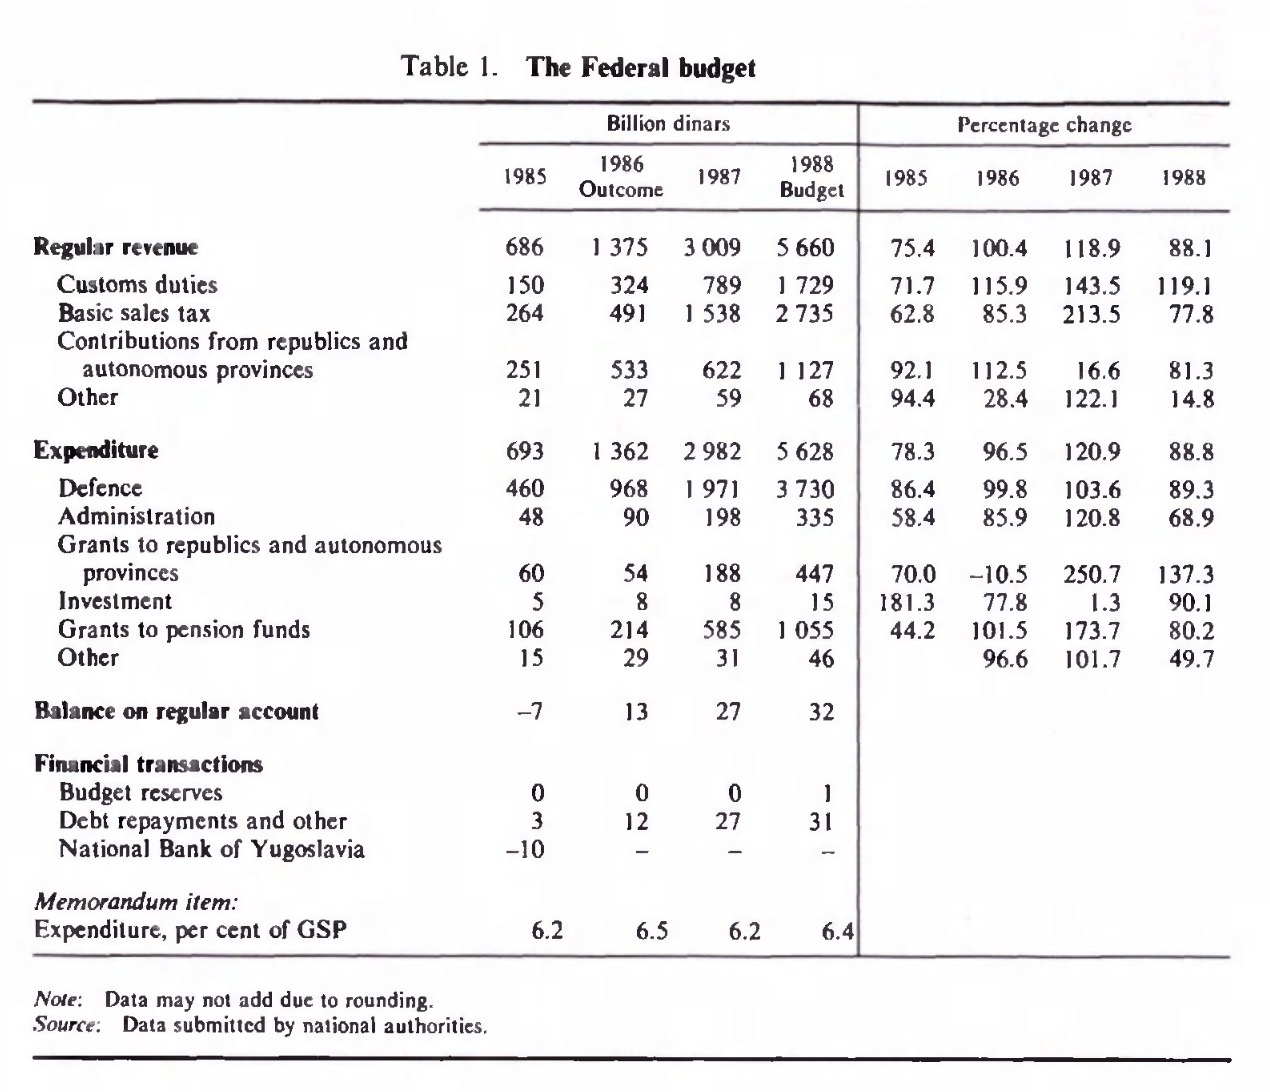 Table 1. The Federal budget
Billion dinars Percentage change
1985 1986 Outcome 1987 1988 Budget 1985 1986 1987 1988
Regular revenue 686 1 375 3 009 5 660 75.4 100.4 118.9 88.1
Customs duties 150 324 789 1 729 71.7 115.9 143.5 119.1
Basic sales tax 264 491 1 538 2 735 62.8 85.3 213.5 77.8
Contributions from republics and
autonomous provinces 251 533 622 1 127 92.1 112.5 16.6 81.3
Other 21 27 59 68 94.4 28.4 122.1 14.8
Expenditure 693 1 362 2 982 5 628 78.3 96.5 120.9 88.8
Defence 460 968 1 971 3 730 86.4 99.8 103.6 89.3
Administration 48 90 198 335 58.4 85.9 120.8 68.9
Grants to republics and autonomous
provinces 60 54 188 447 70.0 –10.5 250.7 137.3
Investment 5 8 8 15 181.3 77.8 1.3 90.1
Grants to pension funds 106 214 585 1 055 44.2 101.5 173.7 80.2
Other 15 29 31 46 96.6 101.7 49.7
Balance on regular account –7 13 27 32
Financial transactions
Budget reserves 0 0 0 1
Debt repayments and other 3 12 27 31
National Bank of Yugoslavia –10 – – –
Memorandum item:
Expenditure, per cent of GSP 6.2 6.5 6.2 6.4
Note: Data may not add due to rounding.
Source: Data submitted by national authorities.